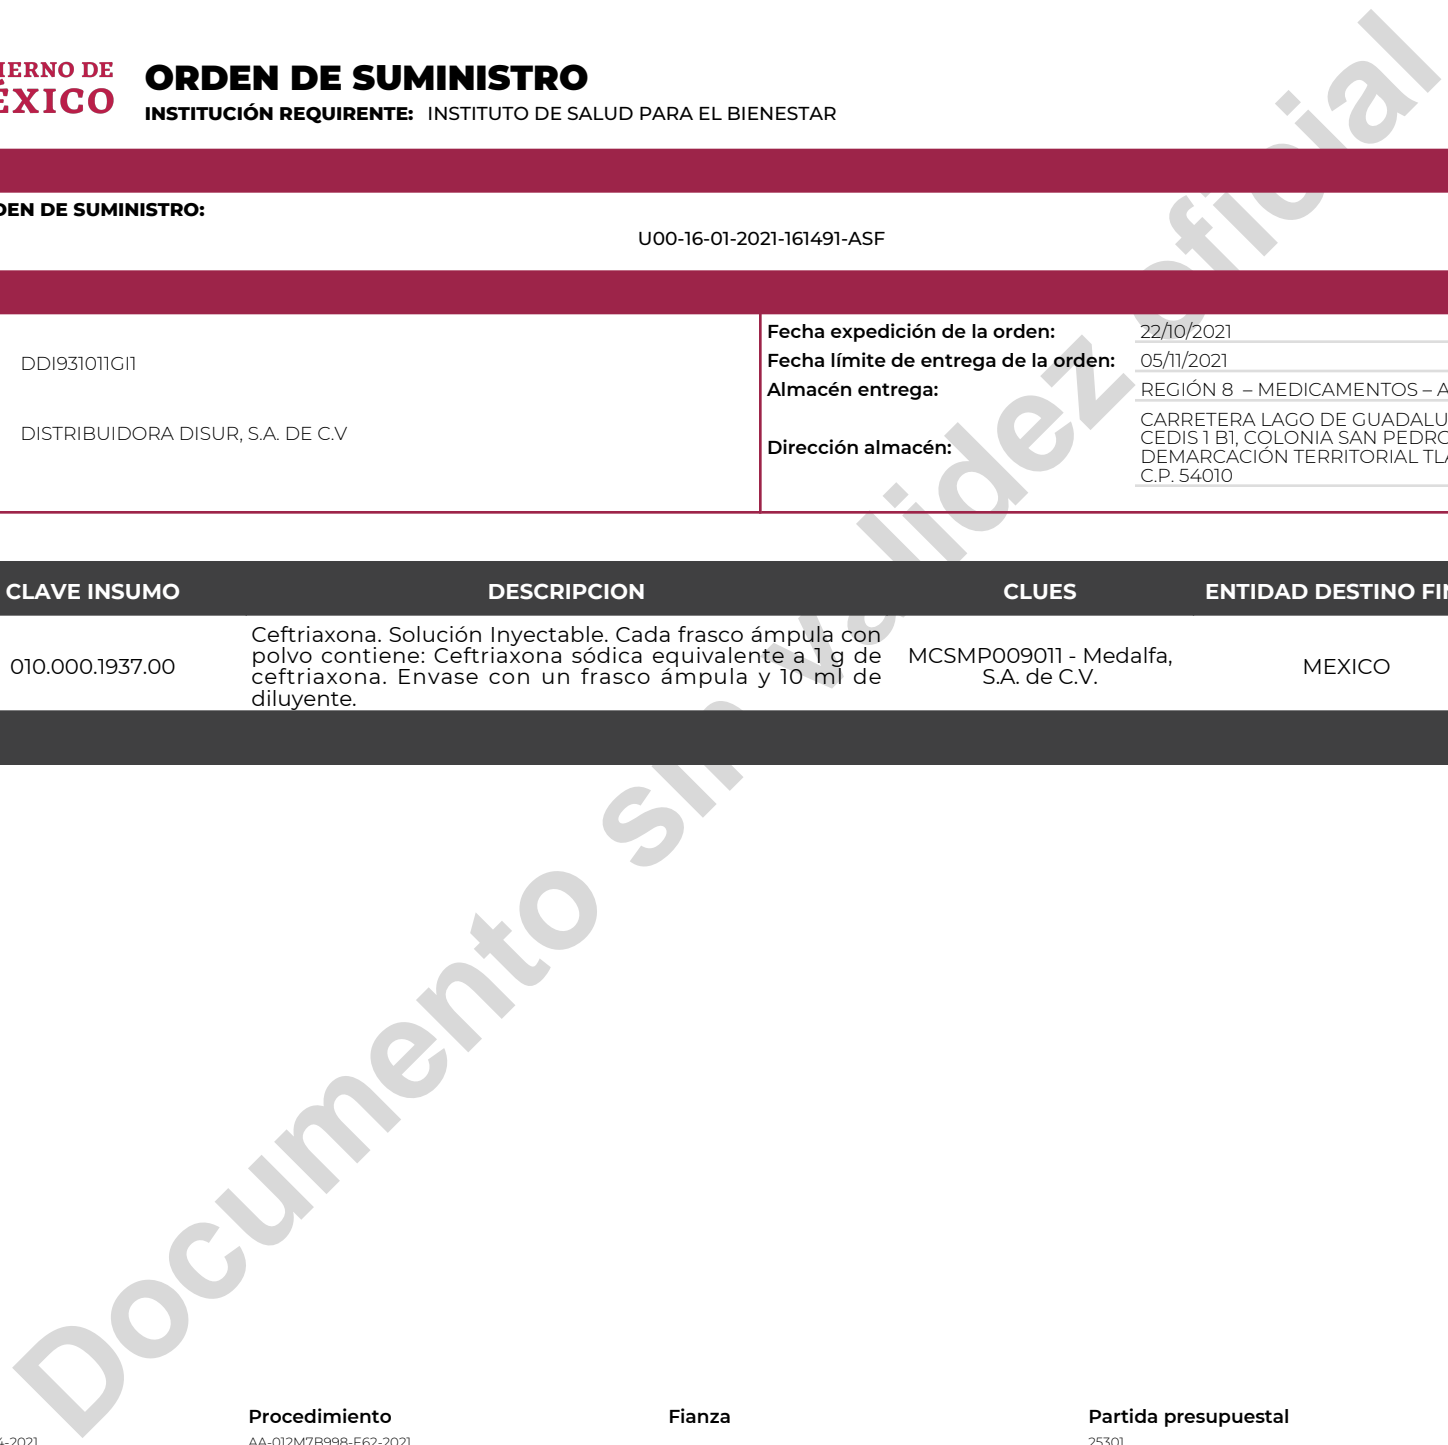 IERNO DE
ÉXICO
ORDEN DE SUMINISTRO
INSTITUCIÓN REQUIRENTE: INSTITUTO DE SALUD PARA EL BIENESTAR
DEN DE SUMINISTRO:
U00-16-01-2021-161491-ASF
DDI931011GI1
DISTRIBUIDORA DISUR, S.A. DE C.V
Fecha expedición de la orden: 22/10/2021
Fecha límite de entrega de la orden: 05/11/2021
Almacén entrega: REGIÓN 8 – MEDICAMENTOS – A
Dirección almacén:
CARRETERA LAGO DE GUADALU
CEDIS 1 B1, COLONIA SAN PEDRO
DEMARCACIÓN TERRITORIAL TLA
C.P. 54010
CLAVE INSUMO DESCRIPCION CLUES ENTIDAD DESTINO FIN
010.000.1937.00
Ceftriaxona. Solución Inyectable. Cada frasco ámpula con
polvo contiene: Ceftriaxona sódica equivalente a 1 g de
ceftriaxona. Envase con un frasco ámpula y 10 ml de
diluyente.
MCSMP009011 - Medalfa,
S.A. de C.V.
MEXICO
Documento sin validez oficial
Procedimiento Fianza Partida presupuestal
4-2021 AA-012M7B998-E62-2021 25301